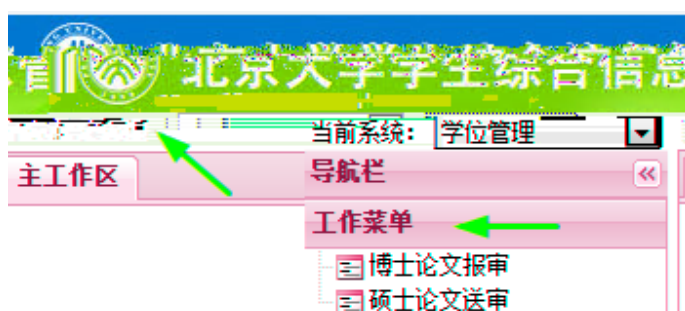 北京大学学生综合信息
当前系统: 学位管理
主工作区
导航栏
工作菜单
博士论文报审
硕士论文送审